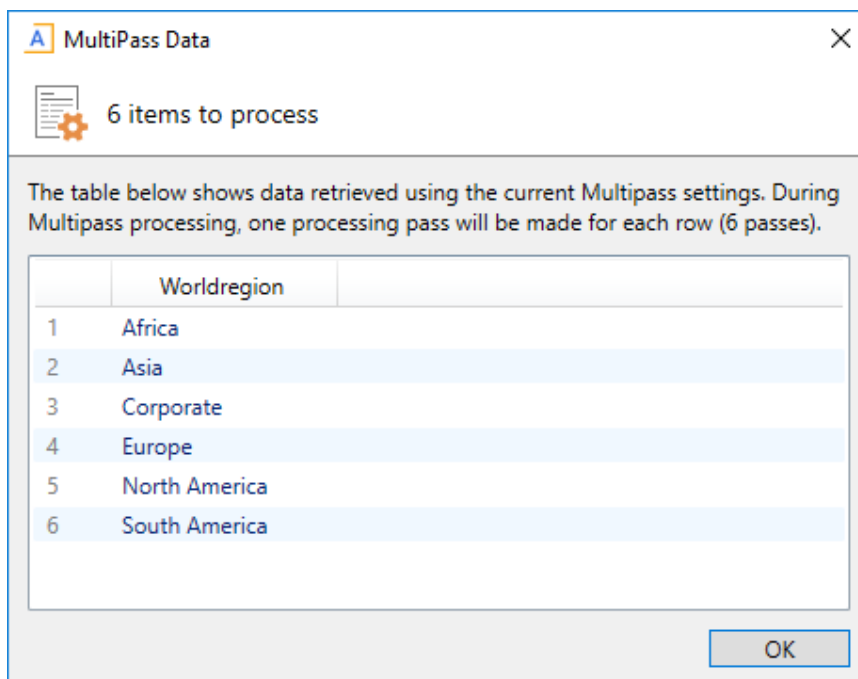 A MultiPass Data
6 items to process
The table below shows data retrieved using the current Multipass settings. During
Multipass processing, one processing pass will be made for each row (6 passes).
Worldregion
1 Africa
2 Asia
3 Corporate
4 Europe
5 North America
6 South America
OK